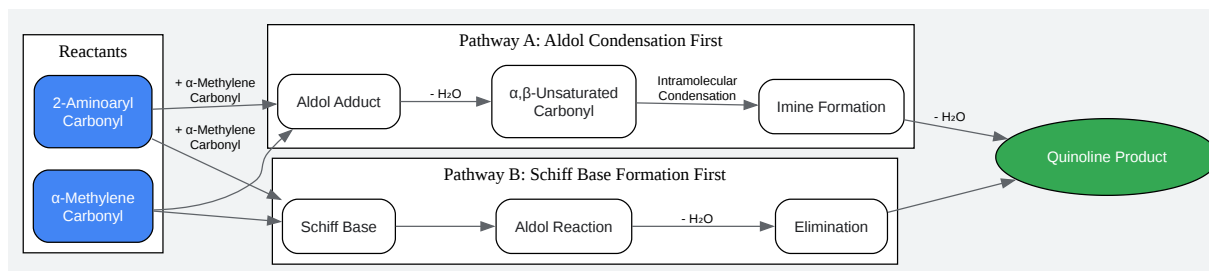 Reactants
2-Aminoaryl
Carbonyl
α-Methylene
Carbonyl
+ α-Methylene
Carbonyl
+ α-Methylene
Carbonyl
Pathway A: Aldol Condensation First
Aldol Adduct
- H₂O
α,β-Unsaturated
Carbonyl
Intramolecular
Condensation
Imine Formation
- H₂O
Pathway B: Schiff Base Formation First
Schiff Base
Aldol Reaction
- H₂O
Elimination
Quinoline Product